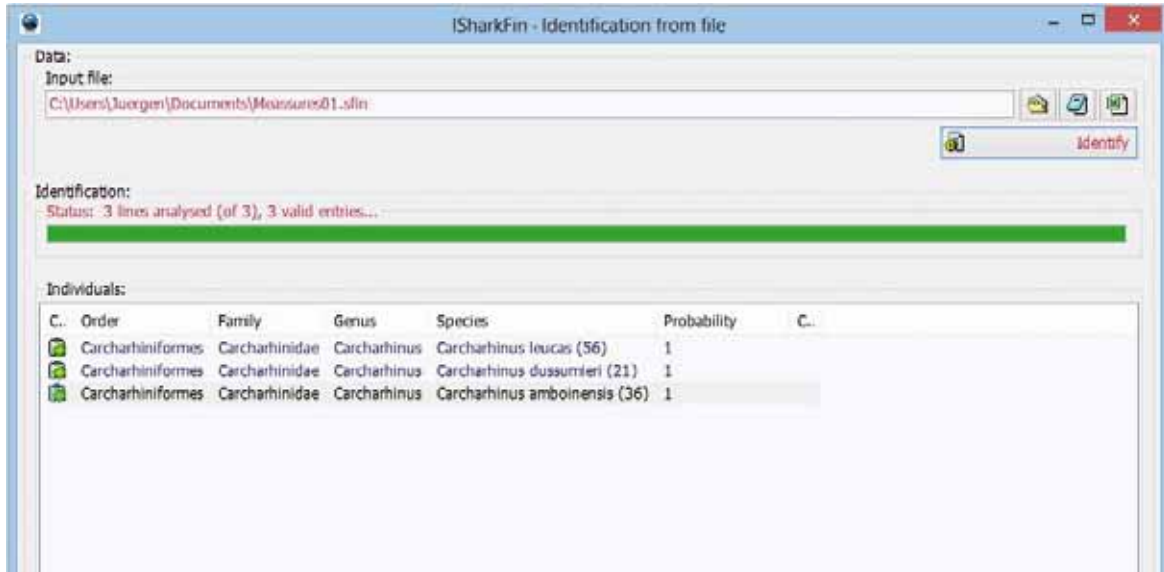 iSharkFin - Identification from file
Data:
Input file:
C:\Users\Juergen\Documents\Meassures01.sfin
Identify
Identification:
Status: 3 lines analysed (of 3), 3 valid entries...
Individuals:
C.. Order Family Genus Species Probability C..
Carcharhiniformes Carcharhinidae Carcharhinus Carcharhinus leucas (56) 1
Carcharhiniformes Carcharhinidae Carcharhinus Carcharhinus dussumieri (21) 1
Carcharhiniformes Carcharhinidae Carcharhinus Carcharhinus amboinensis (36) 1